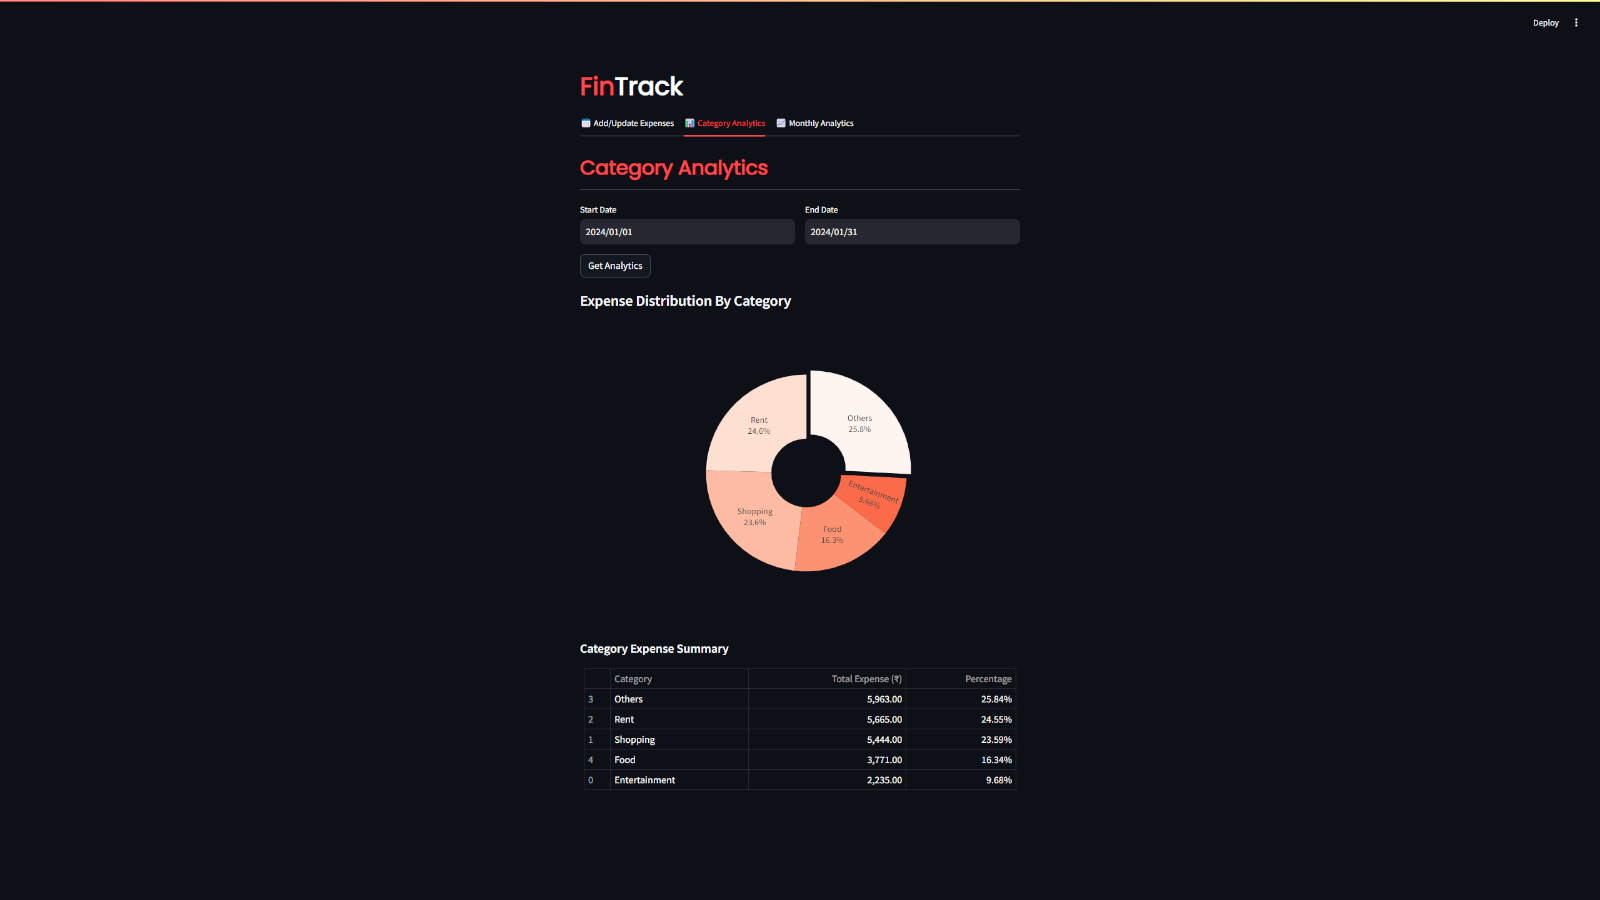 Deploy
FinTrack
Add/Update Expenses Category Analytics Monthly Analytics
Category Analytics
Start Date End Date
2024/01/01 2024/01/31
Get Analytics
Expense Distribution By Category
Others
25.8%
Rent
24.6%
Entertainment
9.68%
Shopping
23.6%
Food
16.3%
Category Expense Summary
Category Total Expense (₹) Percentage
3 Others 5,963.00 25.84%
2 Rent 5,665.00 24.55%
1 Shopping 5,444.00 23.59%
4 Food 3,771.00 16.34%
0 Entertainment 2,235.00 9.68%